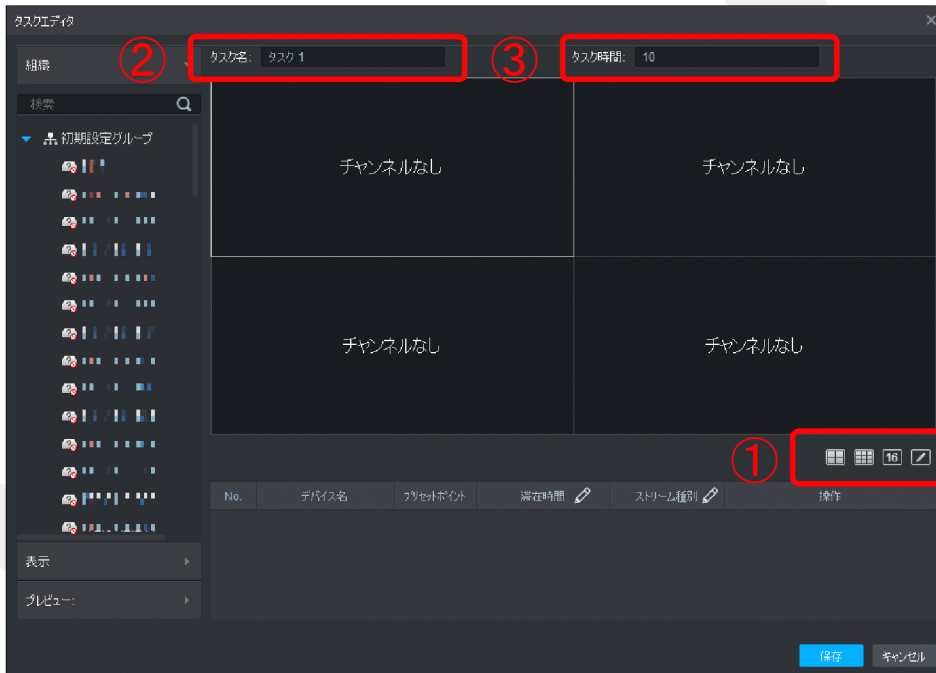 タスクエディタ
組織
②
タスク名: タスク 1
③
タスク時間: 10
検索
初期設定グループ
チャンネルなし
チャンネルなし
チャンネルなし
チャンネルなし
①
16
No. デバイス名 プリセットポイント 滞在時間 ストリーム種別 操作
表示
プレビュー:
保存 キャンセル